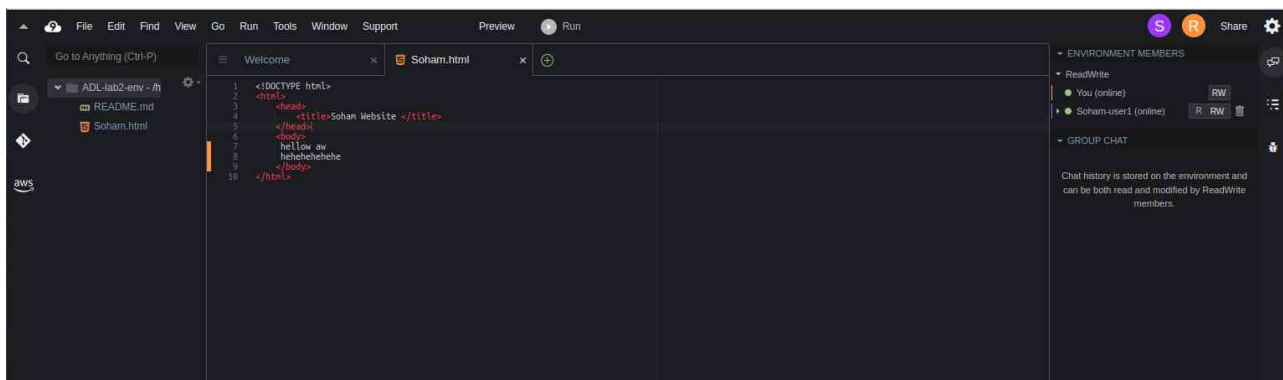 9 File Edit Find View Go Run Tools Window Support Preview Run S R Share
Go to Anything (Ctrl-P)
ADL-lab2-env - /h
README.md
Soham.html
aws
Welcome
Soham.html
1 <!DOCTYPE html>
2 <html>
3 <head>
4 <title>Soham Website </title>
5 </head>
6 <body>
7 hellow aw
8 hehehehehehe
9 </body>
10 </html>
ENVIRONMENT MEMBERS
ReadWrite
You (online) RW
Soham-user1 (online) R RW
GROUP CHAT
Chat history is stored on the environment and
can be both read and modified by ReadWrite
members.